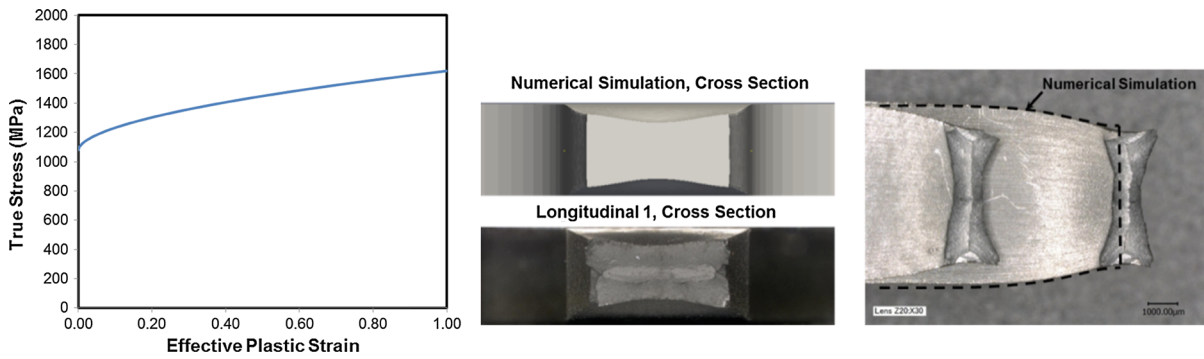 2000
1800
1600
1400
1200
1000
800
600
400
200
0
True Stress (MPa)
0.00 0.20 0.40 0.60 0.80 1.00
Effective Plastic Strain
Numerical Simulation, Cross Section
Longitudinal 1, Cross Section
Numerical Simulation
Lens Z20:X30
1000.00μm